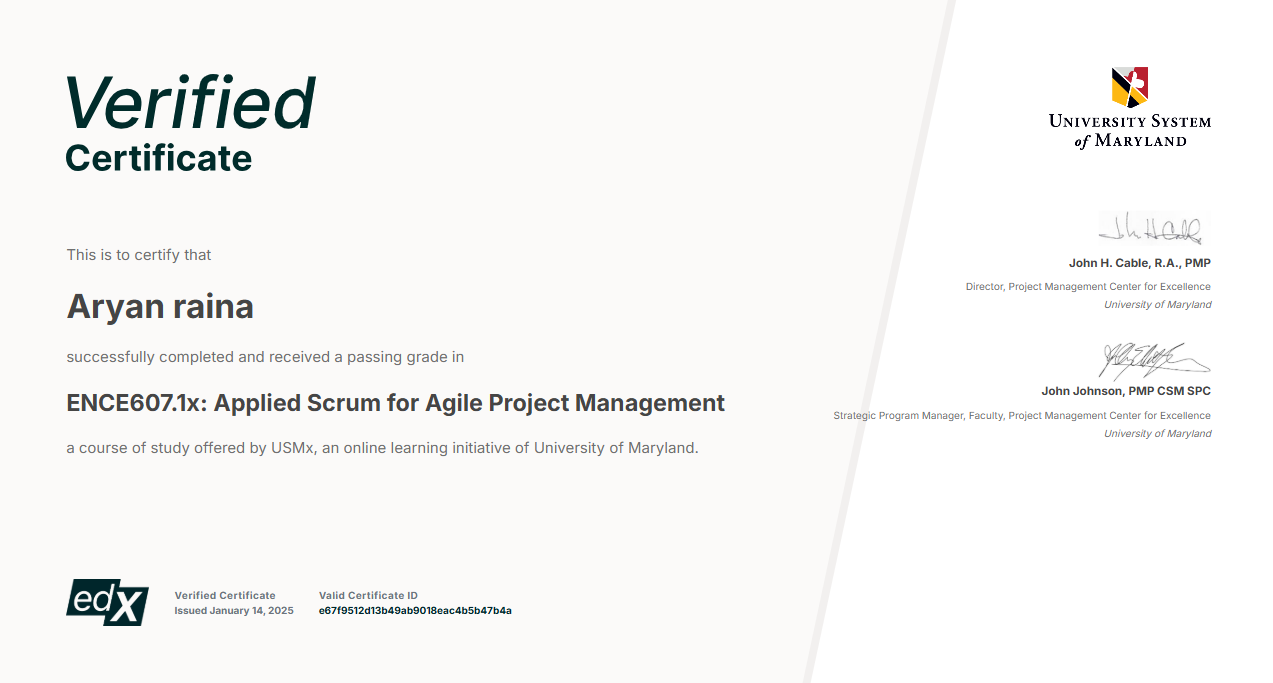 Verified
Certificate
This is to certify that
Aryan raina
successfully completed and received a passing grade in
ENCE607.1x: Applied Scrum for Agile Project Management
a course of study offered by USMx, an online learning initiative of University of Maryland.
edX
Verified Certificate
Issued January 14, 2025
Valid Certificate ID
e67f9512d13b49ab9018eac4b5b47b4a
University System
of Maryland
John H. Cable
John H. Cable, R.A., PMP
Director, Project Management Center for Excellence
University of Maryland
John Johnson, PMP CSM SPC
Strategic Program Manager, Faculty, Project Management Center for Excellence
University of Maryland